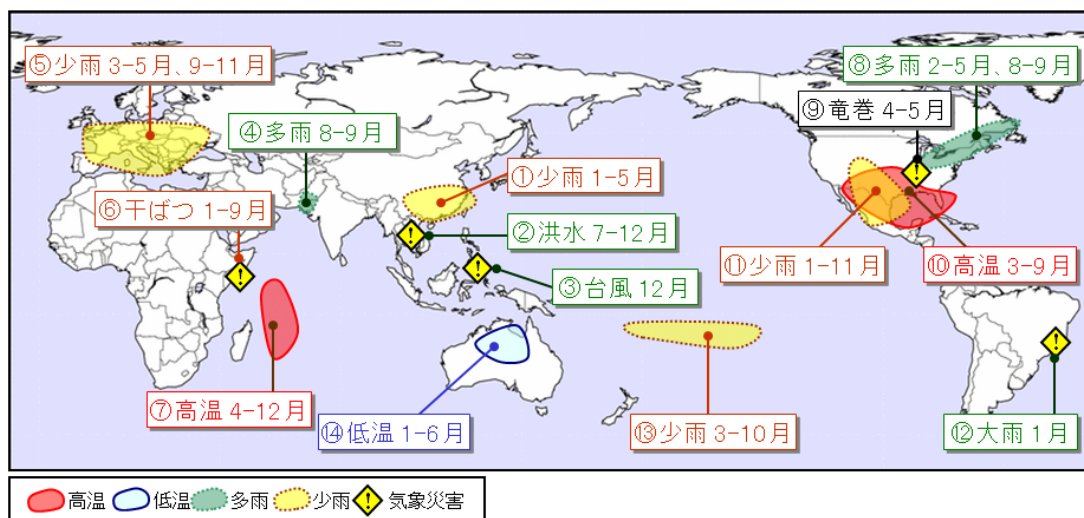 ⑤少雨 3-5月、9-11月
⑧多雨 2-5月、8-9月
⑨竜巻 4-5月
④多雨 8-9月
①少雨 1-5月
⑥干ばつ 1-9月
②洪水 7-12月
⑪少雨 1-11月
⑩高温 3-9月
③台風 12月
⑦高温 4-12月
⑭低温 1-6月
⑬少雨 3-10月
⑫大雨 1月
高温 低温 多雨 少雨 気象災害